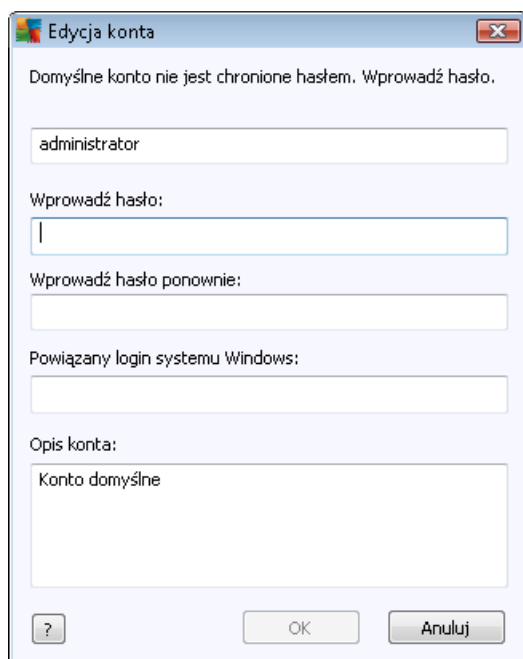 Edycja konta
Domyślne konto nie jest chronione hasłem. Wprowadź hasło.
administrator
Wprowadź hasło:
Wprowadź hasło ponownie:
Powiązany login systemu Windows:
Opis konta:
Konto domyślne
? OK Anuluj